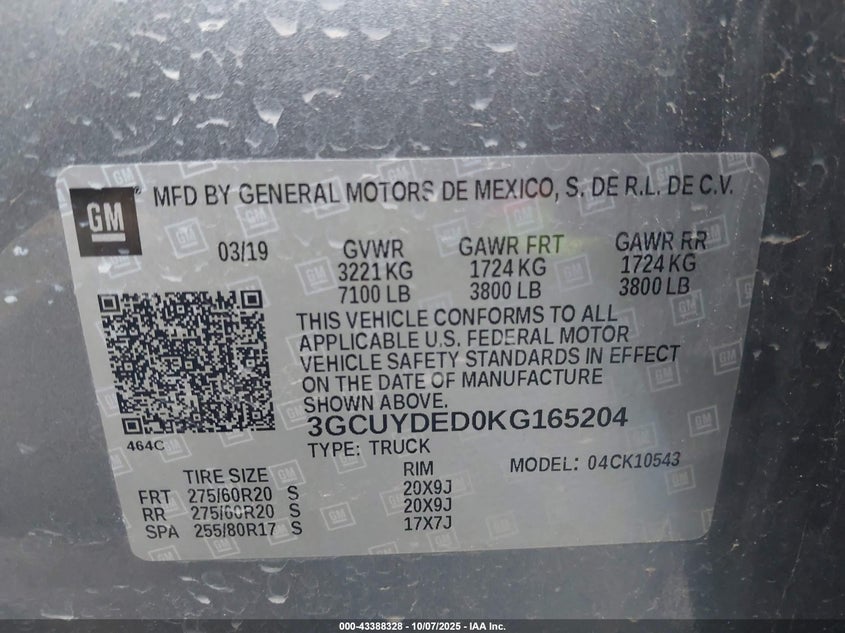 GM
MFD BY GENERAL MOTORS DE MEXICO, S. DE R.L. DE C.V.
03/19 GVWR GAWR FRT GAWR RR
3221 KG 1724 KG 1724 KG
7100 LB 3800 LB 3800 LB
THIS VEHICLE CONFORMS TO ALL
APPLICABLE U.S. FEDERAL MOTOR
VEHICLE SAFETY STANDARDS IN EFFECT
ON THE DATE OF MANUFACTURE
SHOWN ABOVE.
3GCUYDED0KG165204
464C
TYPE: TRUCK
MODEL: 04CK10543
TIRE SIZE RIM
FRT 275/60R20 S 20X9J
RR 275/60R20 S 20X9J
SPA 255/80R17 S 17X7J
000-43388328 - 10/07/2025 - IAA Inc.